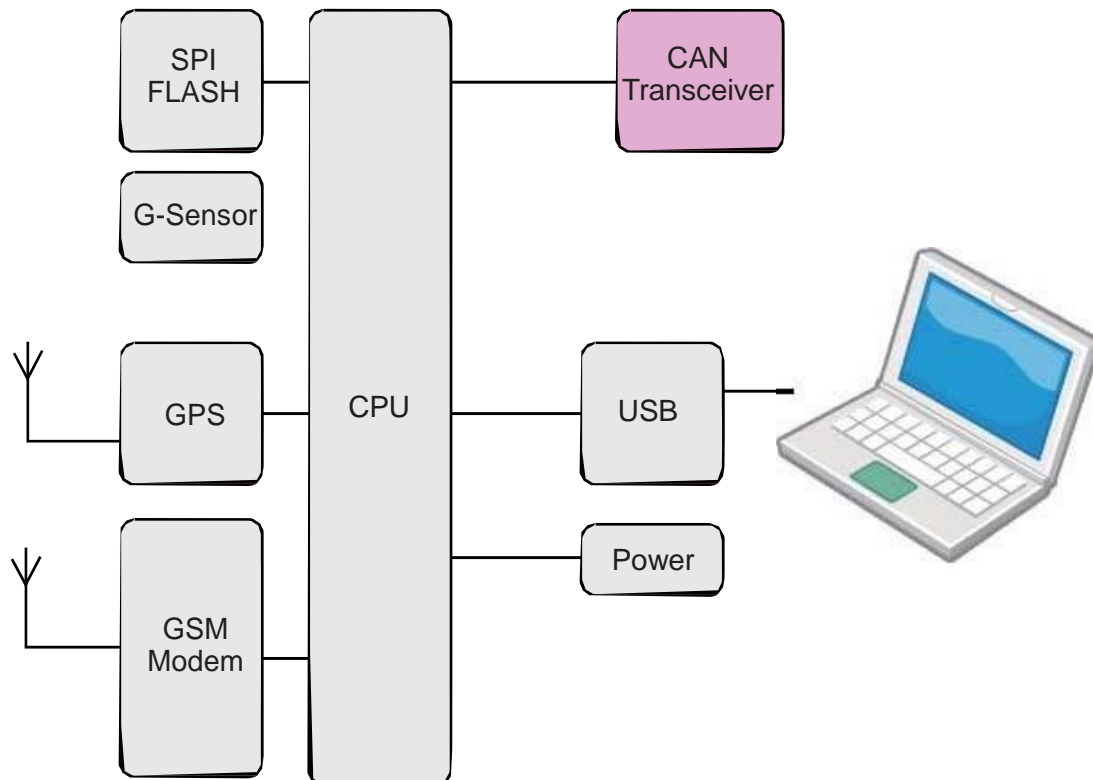 SPI
FLASH
CAN
Transceiver
G-Sensor
GPS
CPU
USB
Power
GSM
Modem